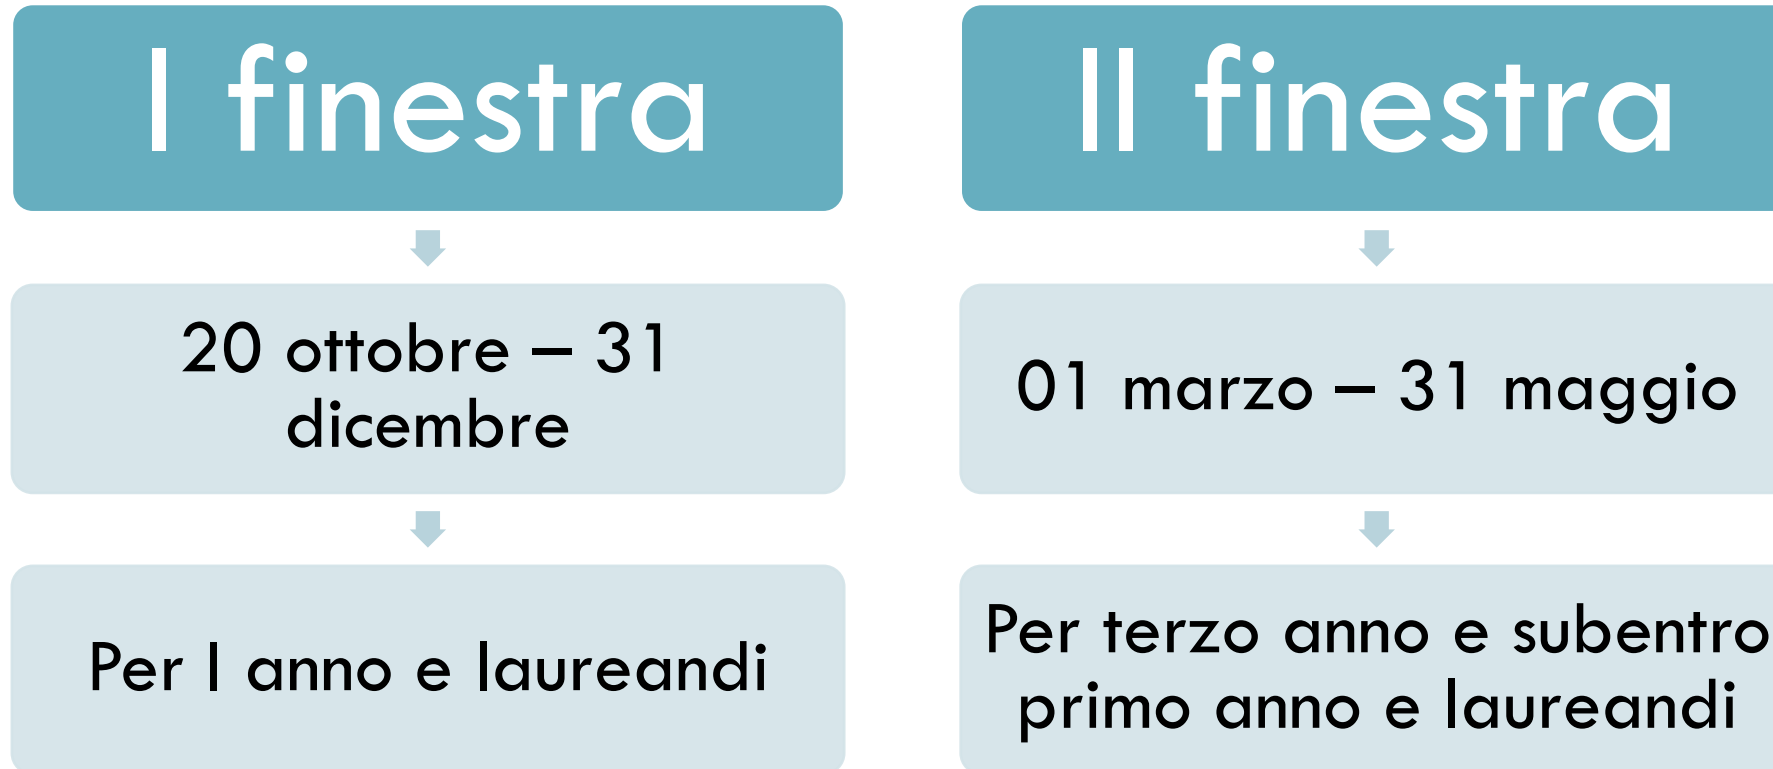 I finestra
20 ottobre – 31
dicembre
Per I anno e laureandi
II finestra
01 marzo – 31 maggio
Per terzo anno e subentro
primo anno e laureandi